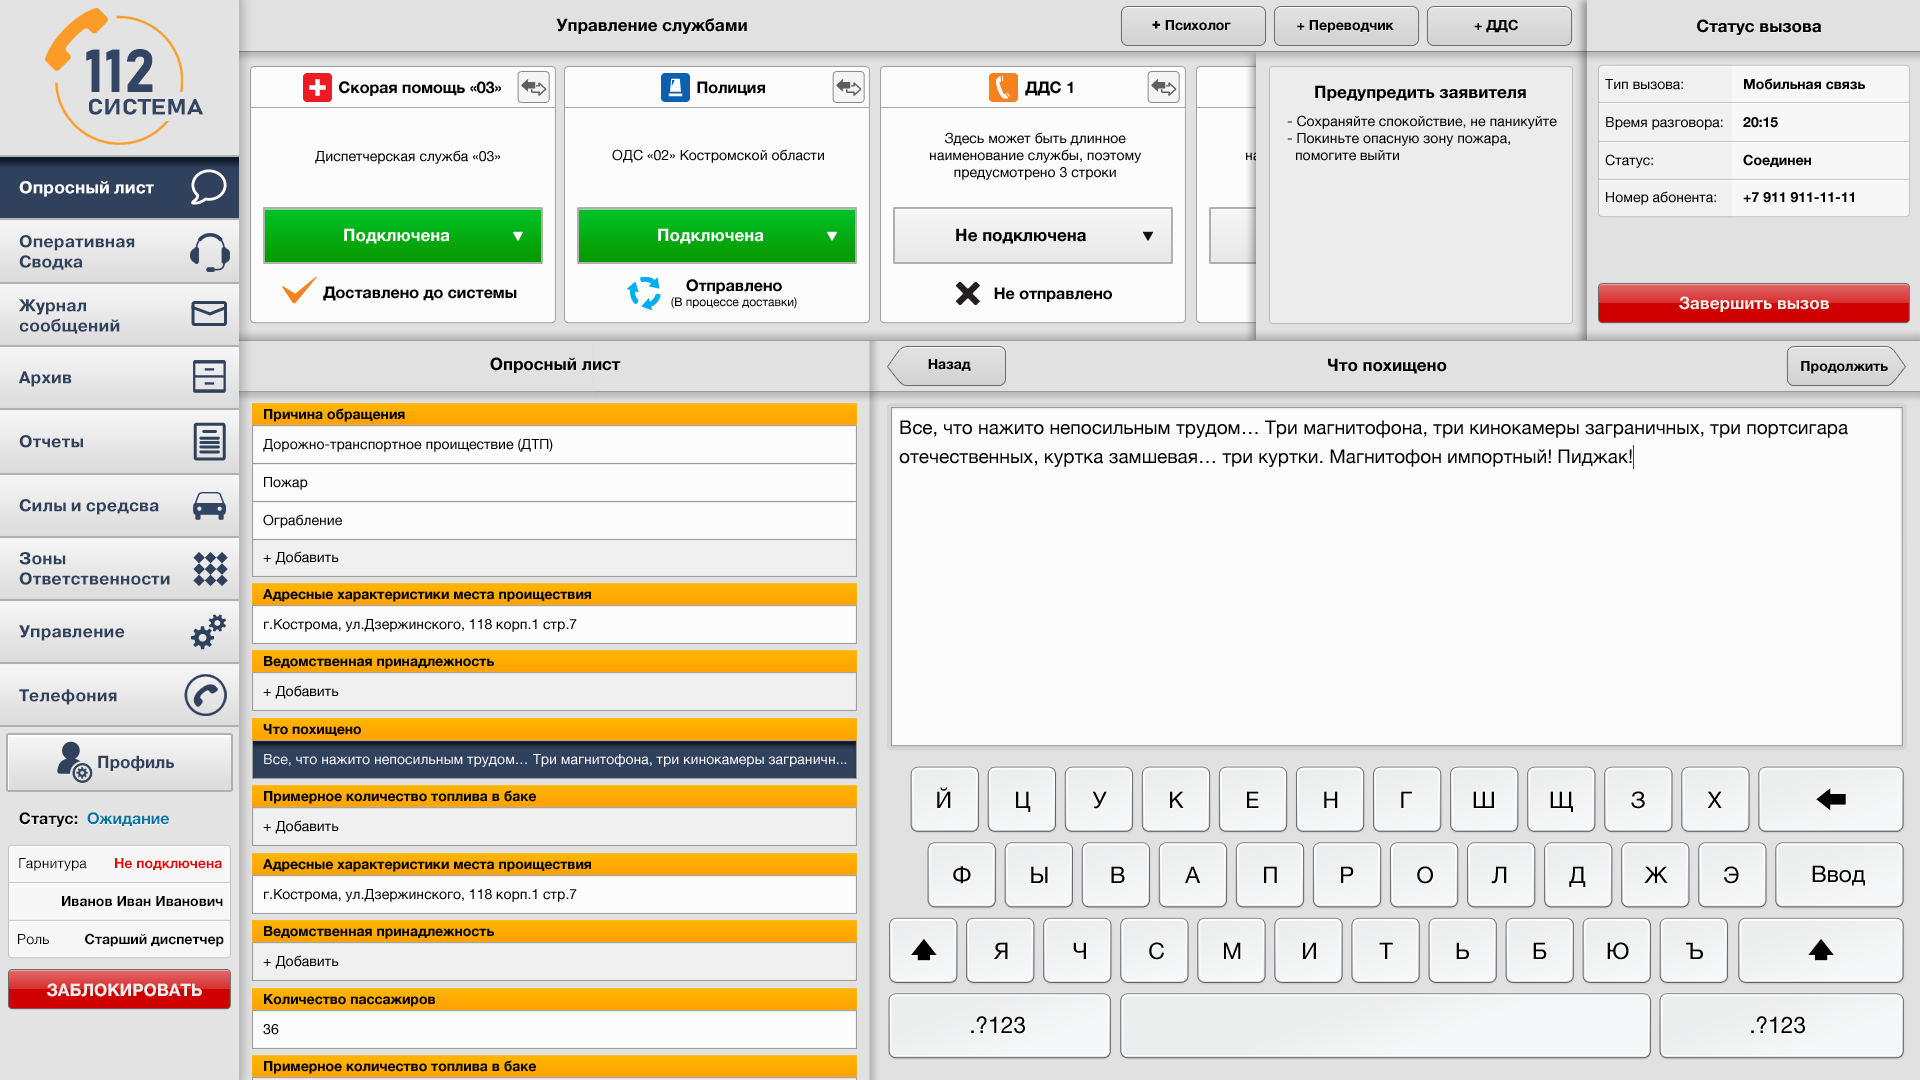 112
СИСТЕМА
Опросный лист
Оперативная
Сводка
Журнал
сообщений
Архив
Отчеты
Силы и средсва
Зоны
Ответственности
Управление
Телефония
Профиль
Статус: Ожидание
Гарнитура Не подключена
Иванов Иван Иванович
Роль Старший диспетчер
ЗАБЛОКИРОВАТЬ
Управление службами
+ Психолог
+ Переводчик
+ ДДС
Скорая помощь «03»
Диспетчерская служба «03»
Подключена ▼
Доставлено до системы
Полиция
ОДС «02» Костромской области
Подключена ▼
Отправлено
(В процессе доставки)
ДДС 1
Здесь может быть длинное
наименование службы, поэтому
предусмотрено 3 строки
Не подключена ▼
Не отправлено
Предупредить заявителя
- Сохраняйте спокойствие, не паникуйте
- Покиньте опасную зону пожара,
помогите выйти
Статус вызова
Тип вызова: Мобильная связь
Время разговора: 20:15
Статус: Соединен
Номер абонента: +7 911 911-11-11
Завершить вызов
Опросный лист
Причина обращения
Дорожно-транспортное проиществие (ДТП)
Пожар
Ограбление
+ Добавить
Адресные характеристики места проиществия
г.Кострома, ул.Дзержинского, 118 корп.1 стр.7
Ведомственная принадлежность
+ Добавить
Что похищено
Все, что нажито непосильным трудом… Три магнитофона, три кинокамеры заграничн...
Примерное количество топлива в баке
+ Добавить
Адресные характеристики места проиществия
г.Кострома, ул.Дзержинского, 118 корп.1 стр.7
Ведомственная принадлежность
+ Добавить
Количество пассажиров
36
Примерное количество топлива в баке
Назад
Что похищено
Продолжить
Все, что нажито непосильным трудом… Три магнитофона, три кинокамеры заграничных, три портсигара
отечественных, куртка замшевая… три куртки. Магнитофон импортный! Пиджак!
Й Ц У К Е Н Г Ш Щ З Х
Ф Ы В А П Р О Л Д Ж Э Ввод
Я Ч С М И Т Ь Б Ю Ъ
.?123 .?123